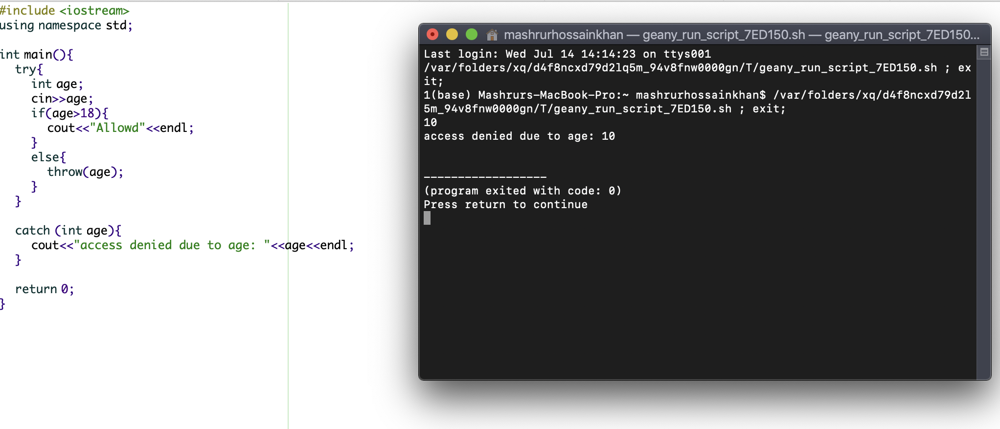 #include <iostream>
using namespace std;
int main(){
try{
int age;
cin>>age;
if(age>18){
cout<<"Allowd"<<endl;
}
else{
throw(age);
}
}
catch (int age){
cout<<"access denied due to age: "<<age<<endl;
}
return 0;
}
mashrurhossainkhan — geany_run_script_7ED150.sh — geany_run_script_7ED150...
Last login: Wed Jul 14 14:14:23 on ttys001
/var/folders/xq/d4f8ncxd79d2lq5m_94v8fnw0000gn/T/geany_run_script_7ED150.sh ; ex
it;
1(base) Mashrurs-MacBook-Pro:~ mashrurhossainkhan$ /var/folders/xq/d4f8ncxd79d2l
5m_94v8fnw0000gn/T/geany_run_script_7ED150.sh ; exit;
10
access denied due to age: 10
------------------
(program exited with code: 0)
Press return to continue